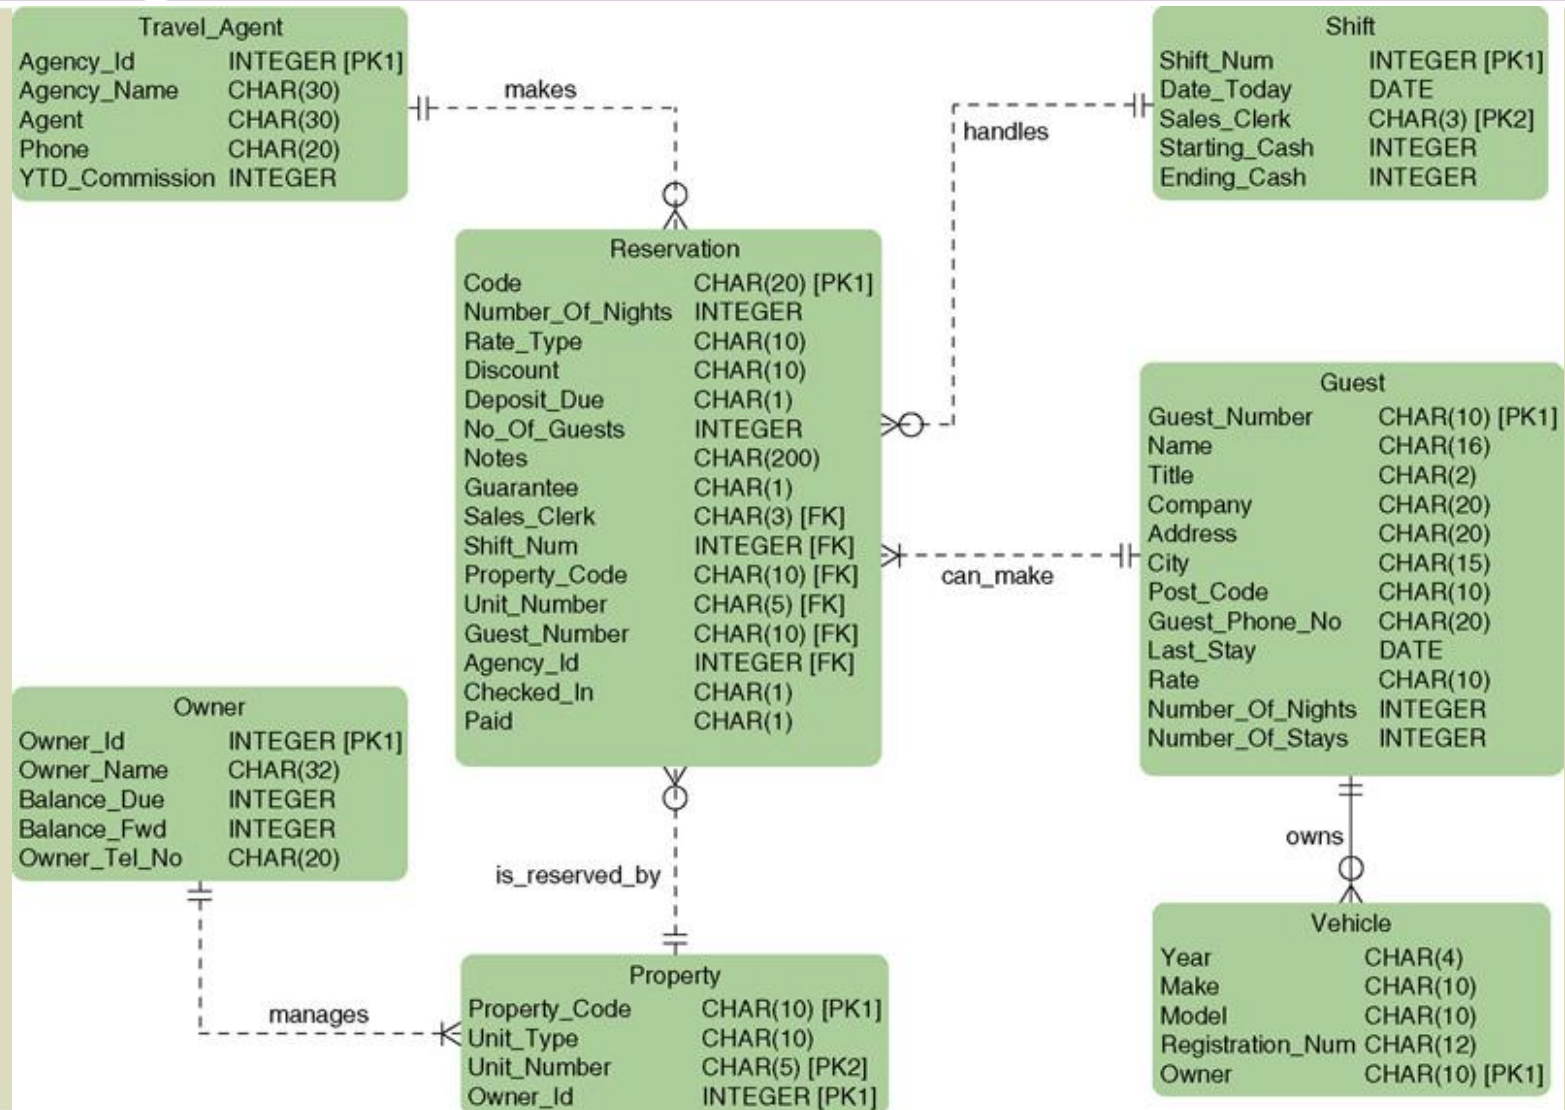 Travel_Agent
Agency_Id INTEGER [PK1]
Agency_Name CHAR(30)
Agent CHAR(30)
Phone CHAR(20)
YTD_Commission INTEGER
makes
Shift
Shift_Num INTEGER [PK1]
Date_Today DATE
Sales_Clerk CHAR(3) [PK2]
Starting_Cash INTEGER
Ending_Cash INTEGER
handles
Reservation
Code CHAR(20) [PK1]
Number_Of_Nights INTEGER
Rate_Type CHAR(10)
Discount CHAR(10)
Deposit_Due CHAR(1)
No_Of_Guests INTEGER
Notes CHAR(200)
Guarantee CHAR(1)
Sales_Clerk CHAR(3) [FK]
Shift_Num INTEGER [FK]
Property_Code CHAR(10) [FK]
Unit_Number CHAR(5) [FK]
Guest_Number CHAR(10) [FK]
Agency_Id INTEGER [FK]
Checked_In CHAR(1)
Paid CHAR(1)
can_make
Guest
Guest_Number CHAR(10) [PK1]
Name CHAR(16)
Title CHAR(2)
Company CHAR(20)
Address CHAR(20)
City CHAR(15)
Post_Code CHAR(10)
Guest_Phone_No CHAR(20)
Last_Stay DATE
Rate CHAR(10)
Number_Of_Nights INTEGER
Number_Of_Stays INTEGER
Owner
Owner_Id INTEGER [PK1]
Owner_Name CHAR(32)
Balance_Due INTEGER
Balance_Fwd INTEGER
Owner_Tel_No CHAR(20)
is_reserved_by
owns
manages
Property
Property_Code CHAR(10) [PK1]
Unit_Type CHAR(10)
Unit_Number CHAR(5) [PK2]
Owner_Id INTEGER [PK1]
Vehicle
Year CHAR(4)
Make CHAR(10)
Model CHAR(10)
Registration_Num CHAR(12)
Owner CHAR(10) [PK1]